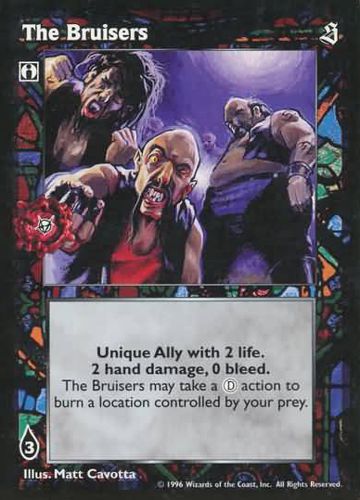 The Bruisers
Unique Ally with 2 life.
2 hand damage, 0 bleed.
The Bruisers may take a Ⓓ action to
burn a location controlled by your prey.
3
Illus. Matt Cavotta
© 1996 Wizards of the Coast, Inc. All Rights Reserved.